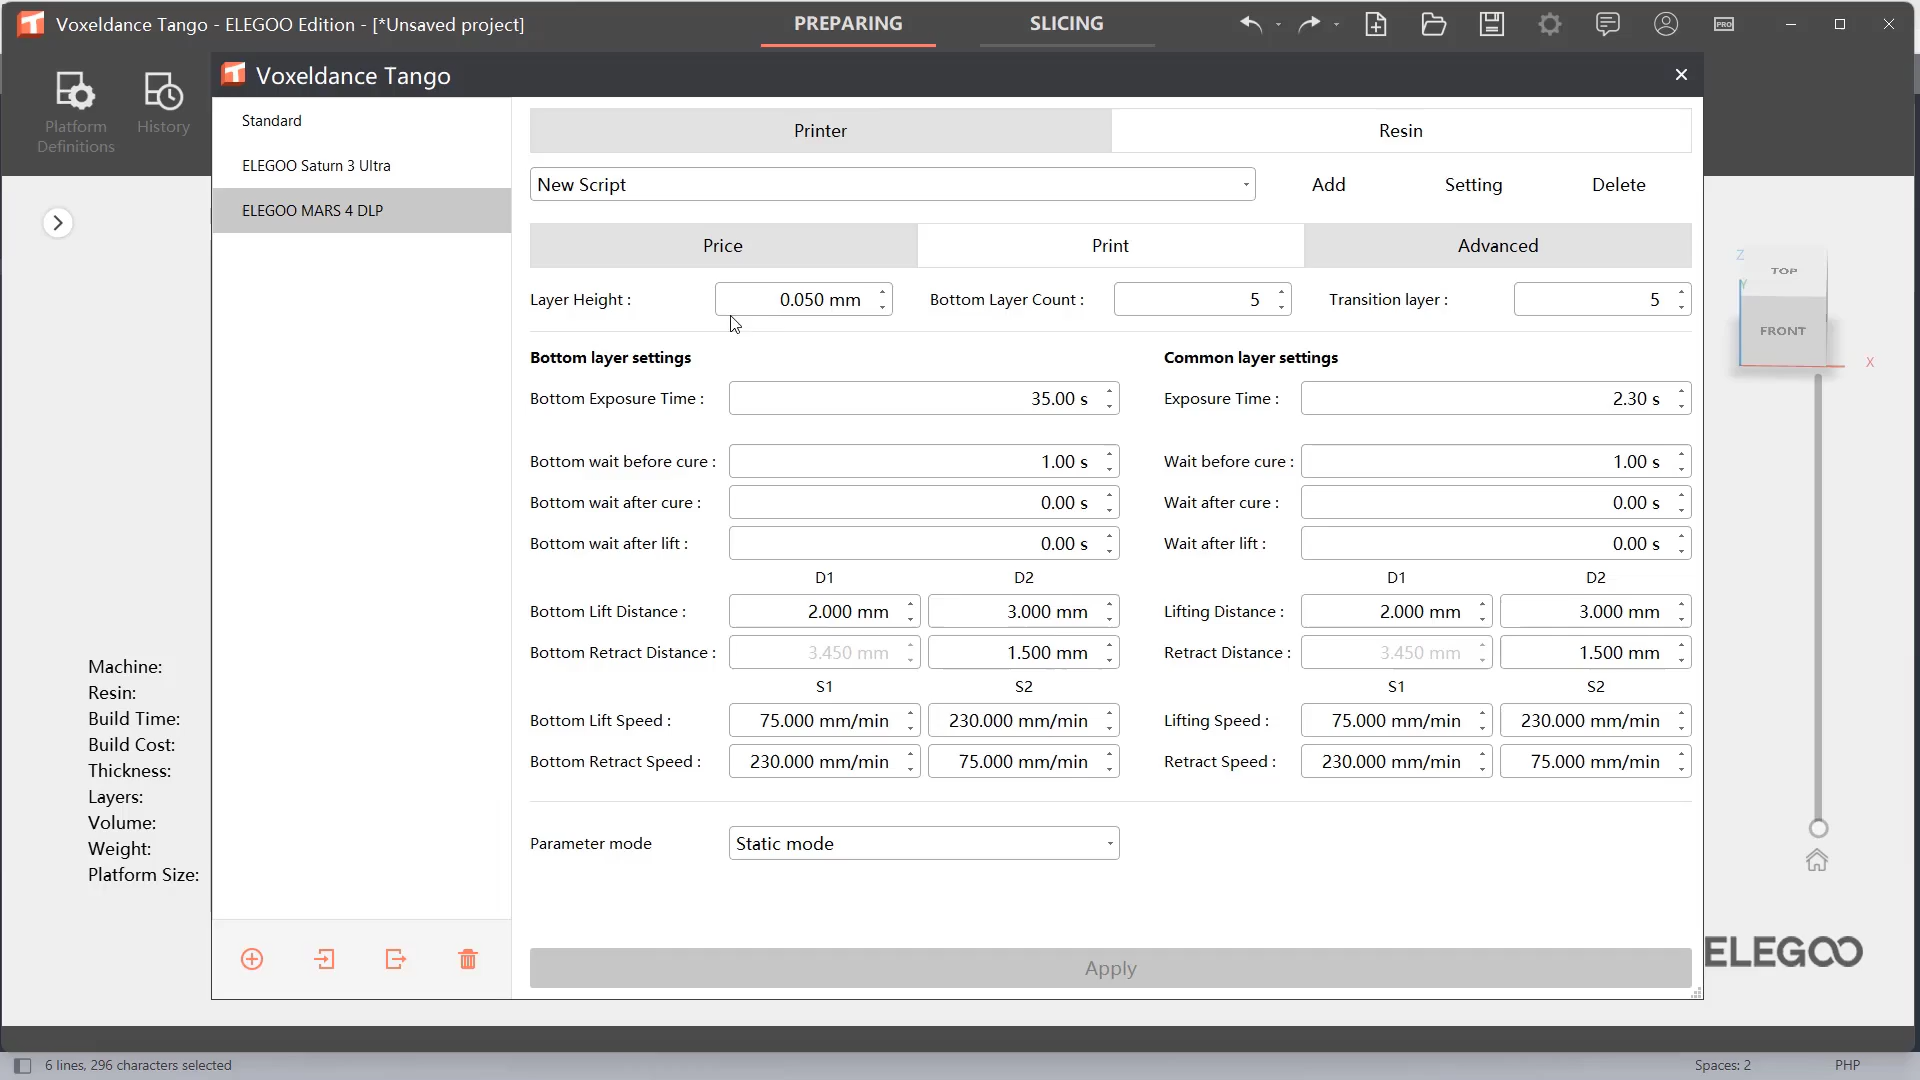 Voxeldance Tango - ELEGOO Edition - [*Unsaved project]
PREPARING
SLICING
PRO
Platform
Definitions
History
Voxeldance Tango
Standard
ELEGOO Saturn 3 Ultra
ELEGOO MARS 4 DLP
Printer
Resin
New Script
Add
Setting
Delete
Price
Print
Advanced
Layer Height :
0.050 mm
Bottom Layer Count :
5
Transition layer :
5
Bottom layer settings
Common layer settings
Bottom Exposure Time :
35.00 s
Exposure Time :
2.30 s
Bottom wait before cure :
1.00 s
Wait before cure :
1.00 s
Bottom wait after cure :
0.00 s
Wait after cure :
0.00 s
Bottom wait after lift :
0.00 s
Wait after lift :
0.00 s
D1
D2
D1
D2
Bottom Lift Distance :
2.000 mm
3.000 mm
Lifting Distance :
2.000 mm
3.000 mm
Bottom Retract Distance :
3.450 mm
1.500 mm
Retract Distance :
3.450 mm
1.500 mm
S1
S2
S1
S2
Bottom Lift Speed :
75.000 mm/min
230.000 mm/min
Lifting Speed :
75.000 mm/min
230.000 mm/min
Bottom Retract Speed :
230.000 mm/min
75.000 mm/min
Retract Speed :
230.000 mm/min
75.000 mm/min
Parameter mode
Static mode
Apply
Machine:
Resin:
Build Time:
Build Cost:
Thickness:
Layers:
Volume:
Weight:
Platform Size:
Z
TOP
Y
FRONT
X
ELEGOO
6 lines, 296 characters selected
Spaces: 2
PHP